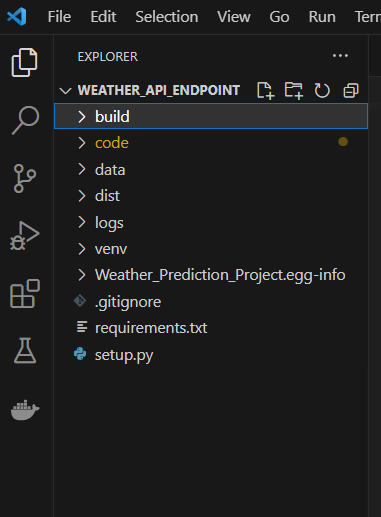 File Edit Selection View Go Run Term
EXPLORER
WEATHER_API_ENDPOINT
build
code
data
dist
logs
venv
Weather_Prediction_Project.egg-info
.gitignore
requirements.txt
setup.py